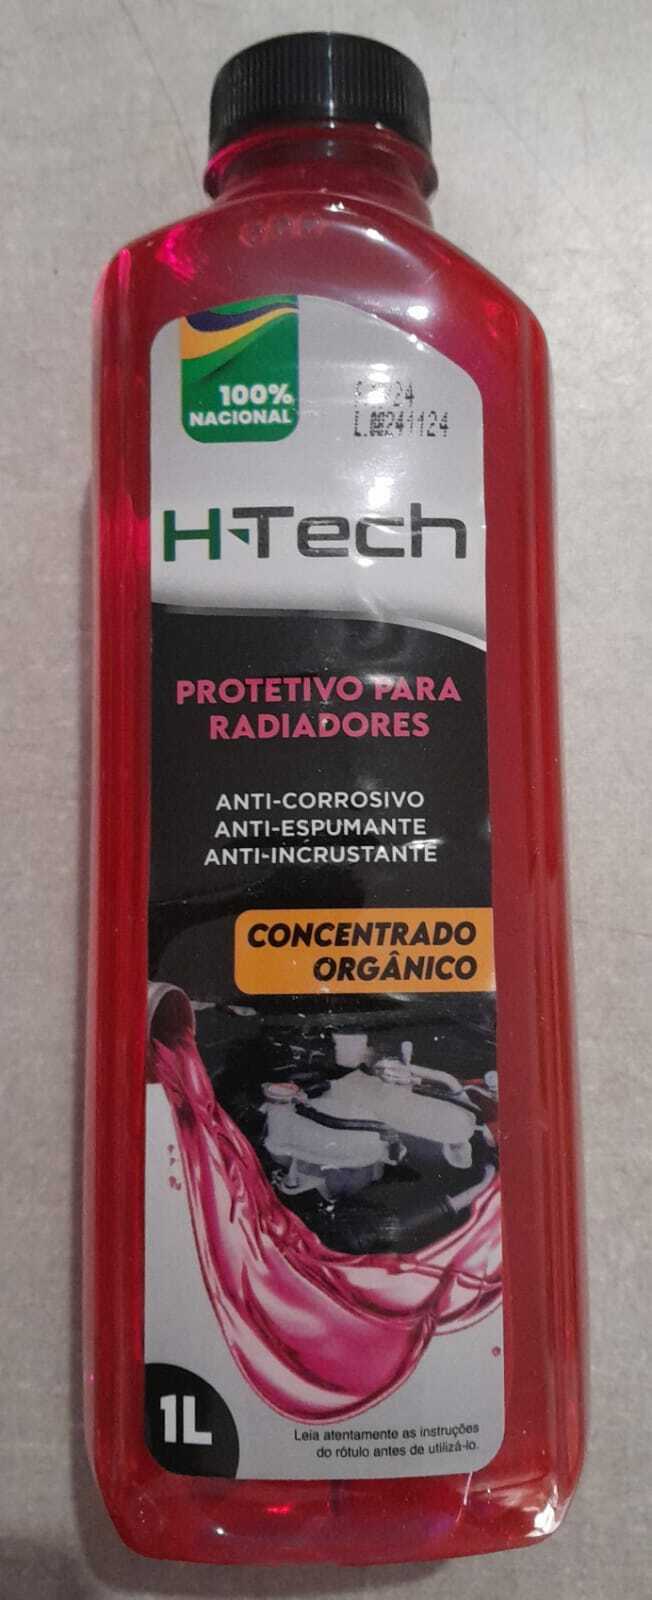 100%
NACIONAL
H-Tech
PROTETIVO PARA
RADIADORES
ANTI-CORROSIVO
ANTI-ESPUMANTE
ANTI-INCRUSTANTE
CONCENTRADO
ORGÂNICO
1L
Leia atentamente as instruções
do rótulo antes de utilizá-lo.